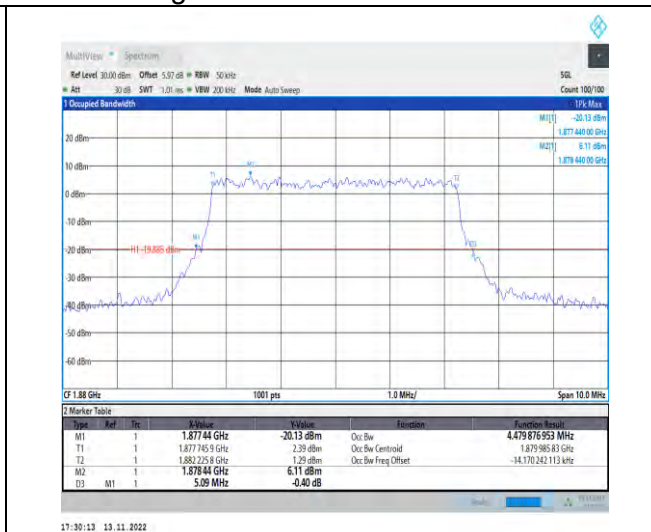 MultiView Spectrum
Ref Level 30.00 dBm Offset 5.97 dB RBW 50 kHz SGL
Att 30 dB SWT 1.01 ms VBW 200 kHz Mode Auto Sweep Count 100/100
1 Occupied Bandwidth 1Pk Max
M1[1] -20.13 dBm
1.877 440 00 GHz
M2[1] 6.11 dBm
1.878 440 00 GHz
20 dBm
10 dBm
0 dBm
-10 dBm
-20 dBm
-30 dBm
-40 dBm
-50 dBm
-60 dBm
T1
M2
T2
M1
H1 -19.885 dBm
D3
CF 1.88 GHz 1001 pts 1.0 MHz/ Span 10.0 MHz
2 Marker Table
Type Ref Trc X-Value Y-Value Function Function Result
M1 1 1.877 44 GHz -20.13 dBm Occ Bw 4.479 876 953 MHz
T1 1 1.877 745 9 GHz 2.39 dBm Occ Bw Centroid 1.879 985 83 GHz
T2 1 1.882 225 8 GHz 1.29 dBm Occ Bw Freq Offset -14.170 242 113 kHz
M2 1 1.878 44 GHz 6.11 dBm
D3 M1 1 5.09 MHz -0.40 dB
17:30:13 13.11.2022